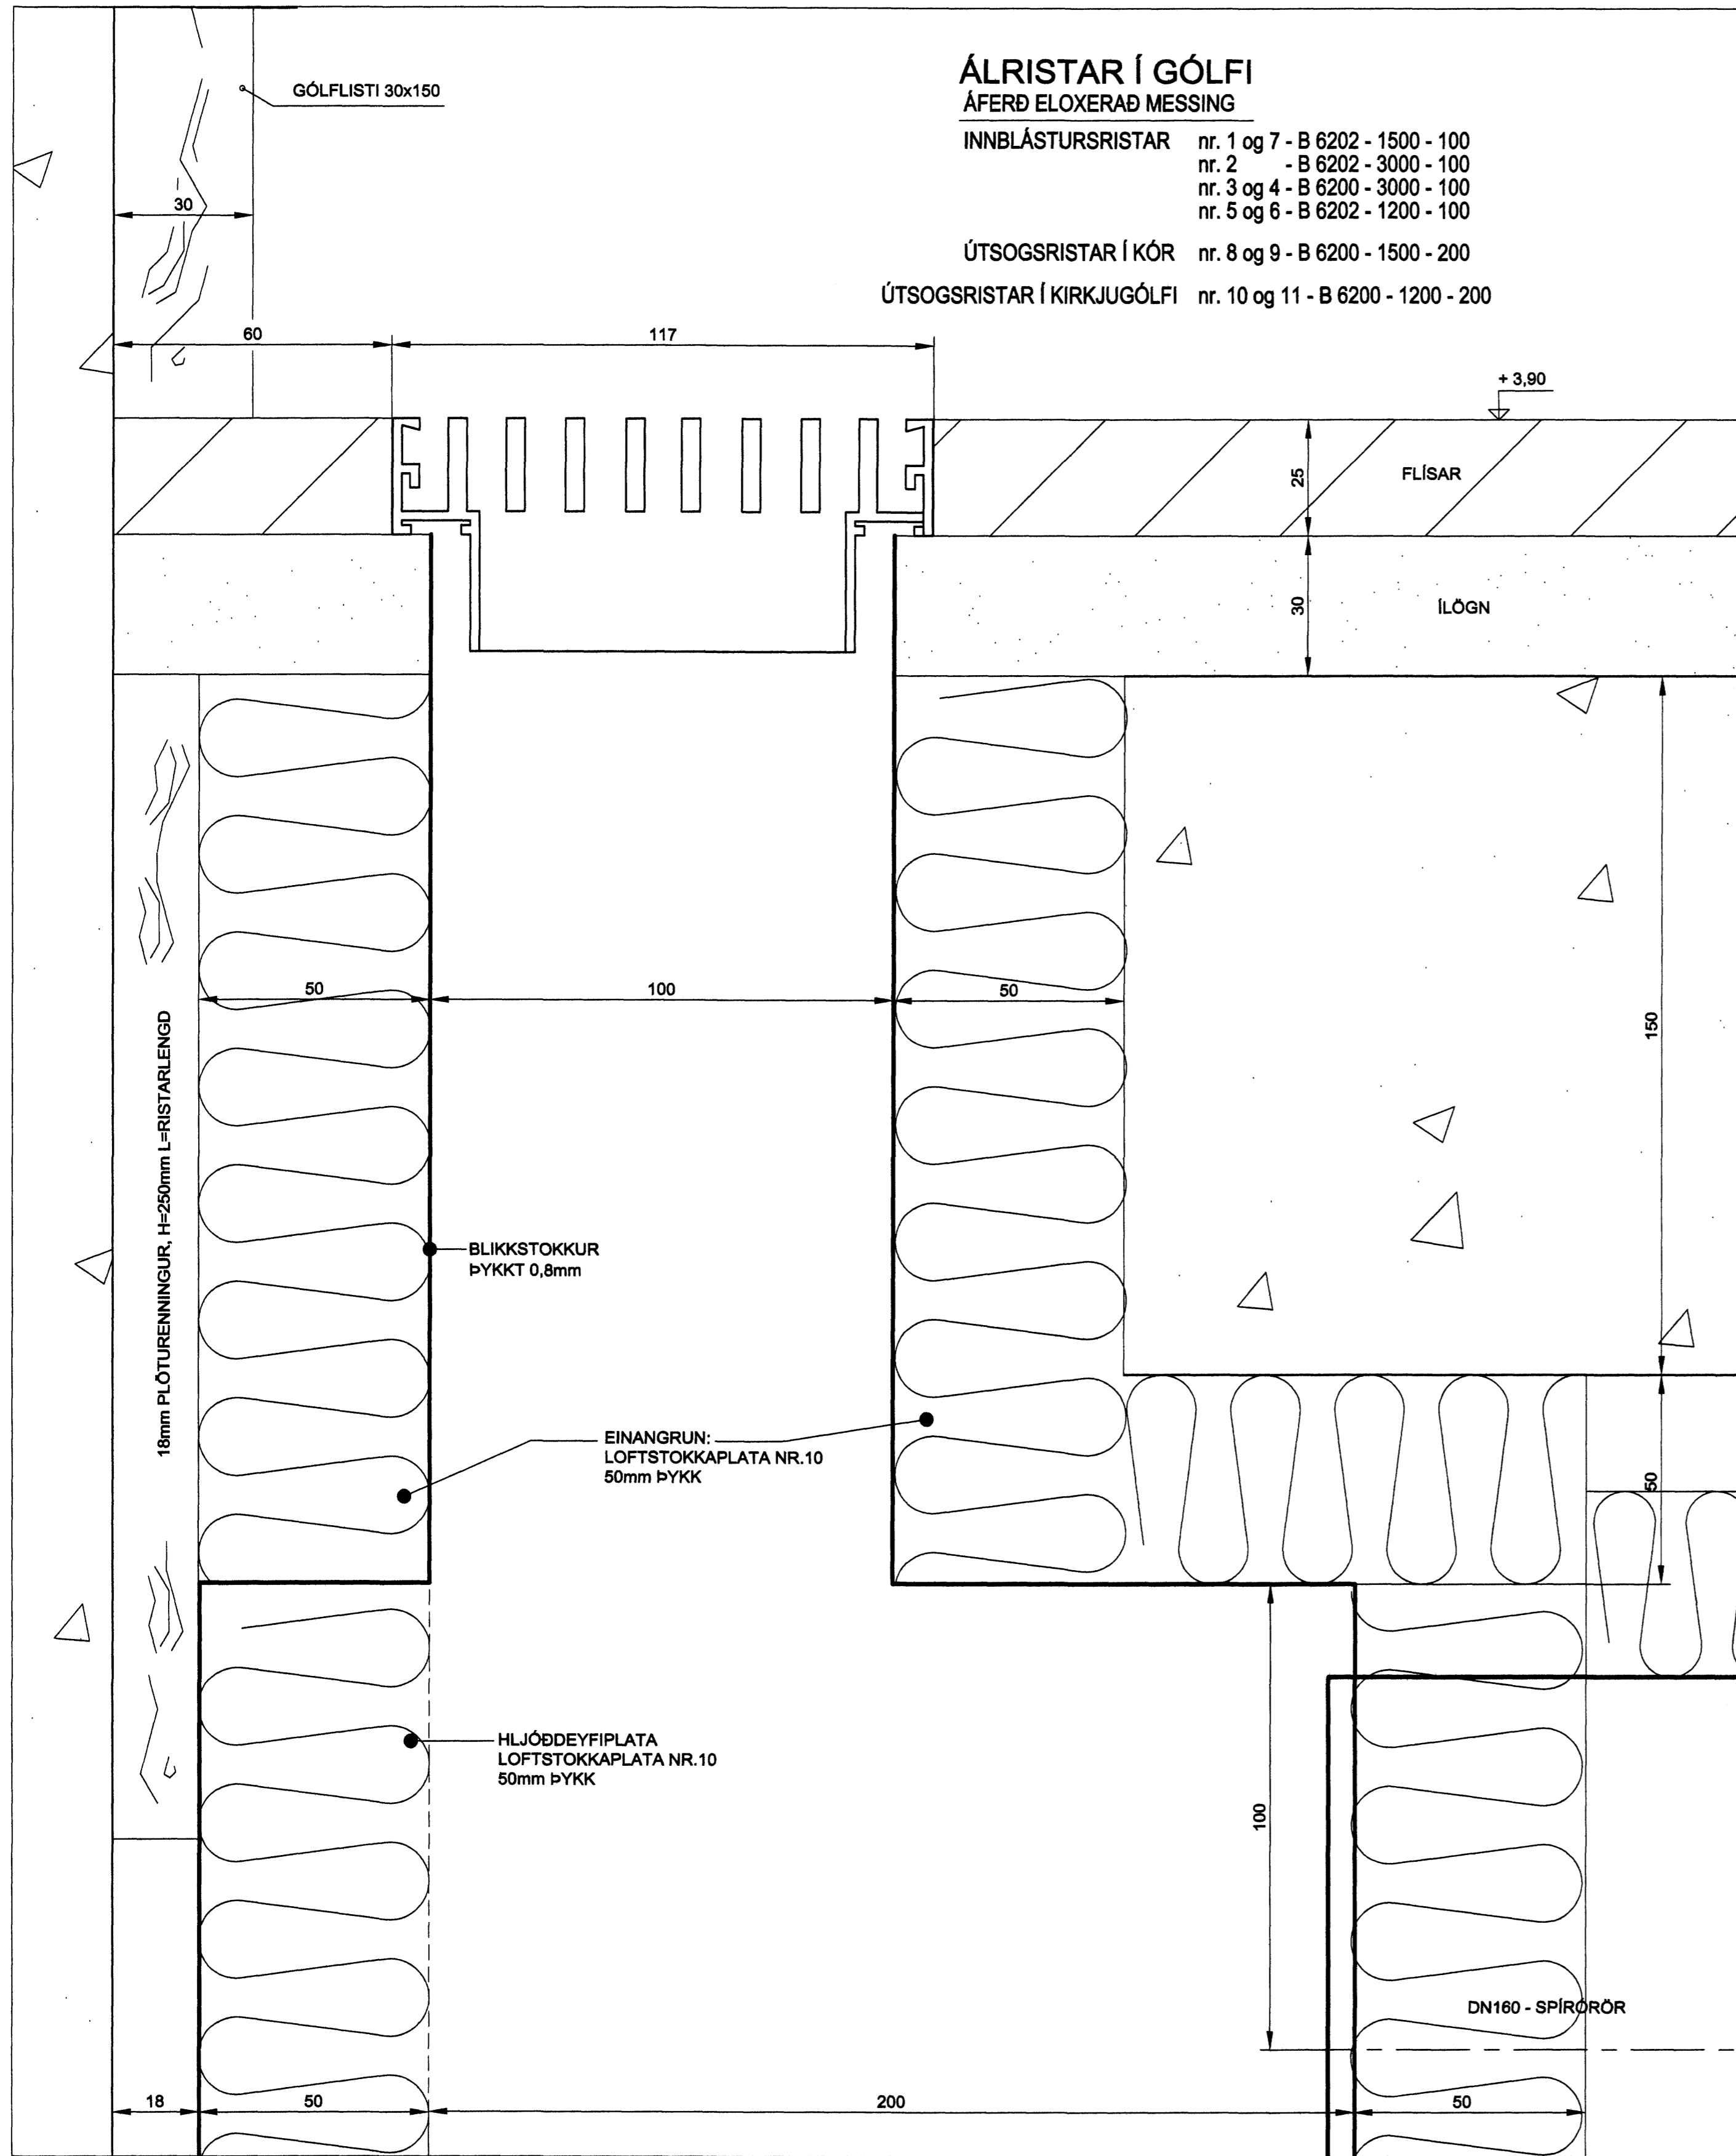 ÁLRISTAR Í GÓLFI
ÁFERÐ ELOXERAÐ MESSING
INNBLÁSTURSRISTAR nr. 1 og 7 - B 6202 - 1500 - 100
nr. 2 - B 6202 - 3000 - 100
nr. 3 og 4 - B 6200 - 3000 - 100
nr. 5 og 6 - B 6202 - 1200 - 100
ÚTSOGSRISTAR Í KÓR nr. 8 og 9 - B 6200 - 1500 - 200
ÚTSOGSRISTAR Í KIRKJUGÓLFI nr. 10 og 11 - B 6200 - 1200 - 200
GÓLFLISTI 30x150
30
60
117
+ 3,90
25
FLÍSAR
30
ÍLÖGN
50
100
50
150
18mm PLÖTURENNINGUR, H=250mm L=RISTARLENGD
BLIKKSTOKKUR
ÞYKKT 0,8mm
EINANGRUN:
LOFTSTOKKAPLATA NR.10
50mm ÞYKK
50
HLJÓÐDEYFIPLATA
LOFTSTOKKAPLATA NR.10
50mm ÞYKK
100
DN160 - SPÍRÓRÖR
18
50
200
50